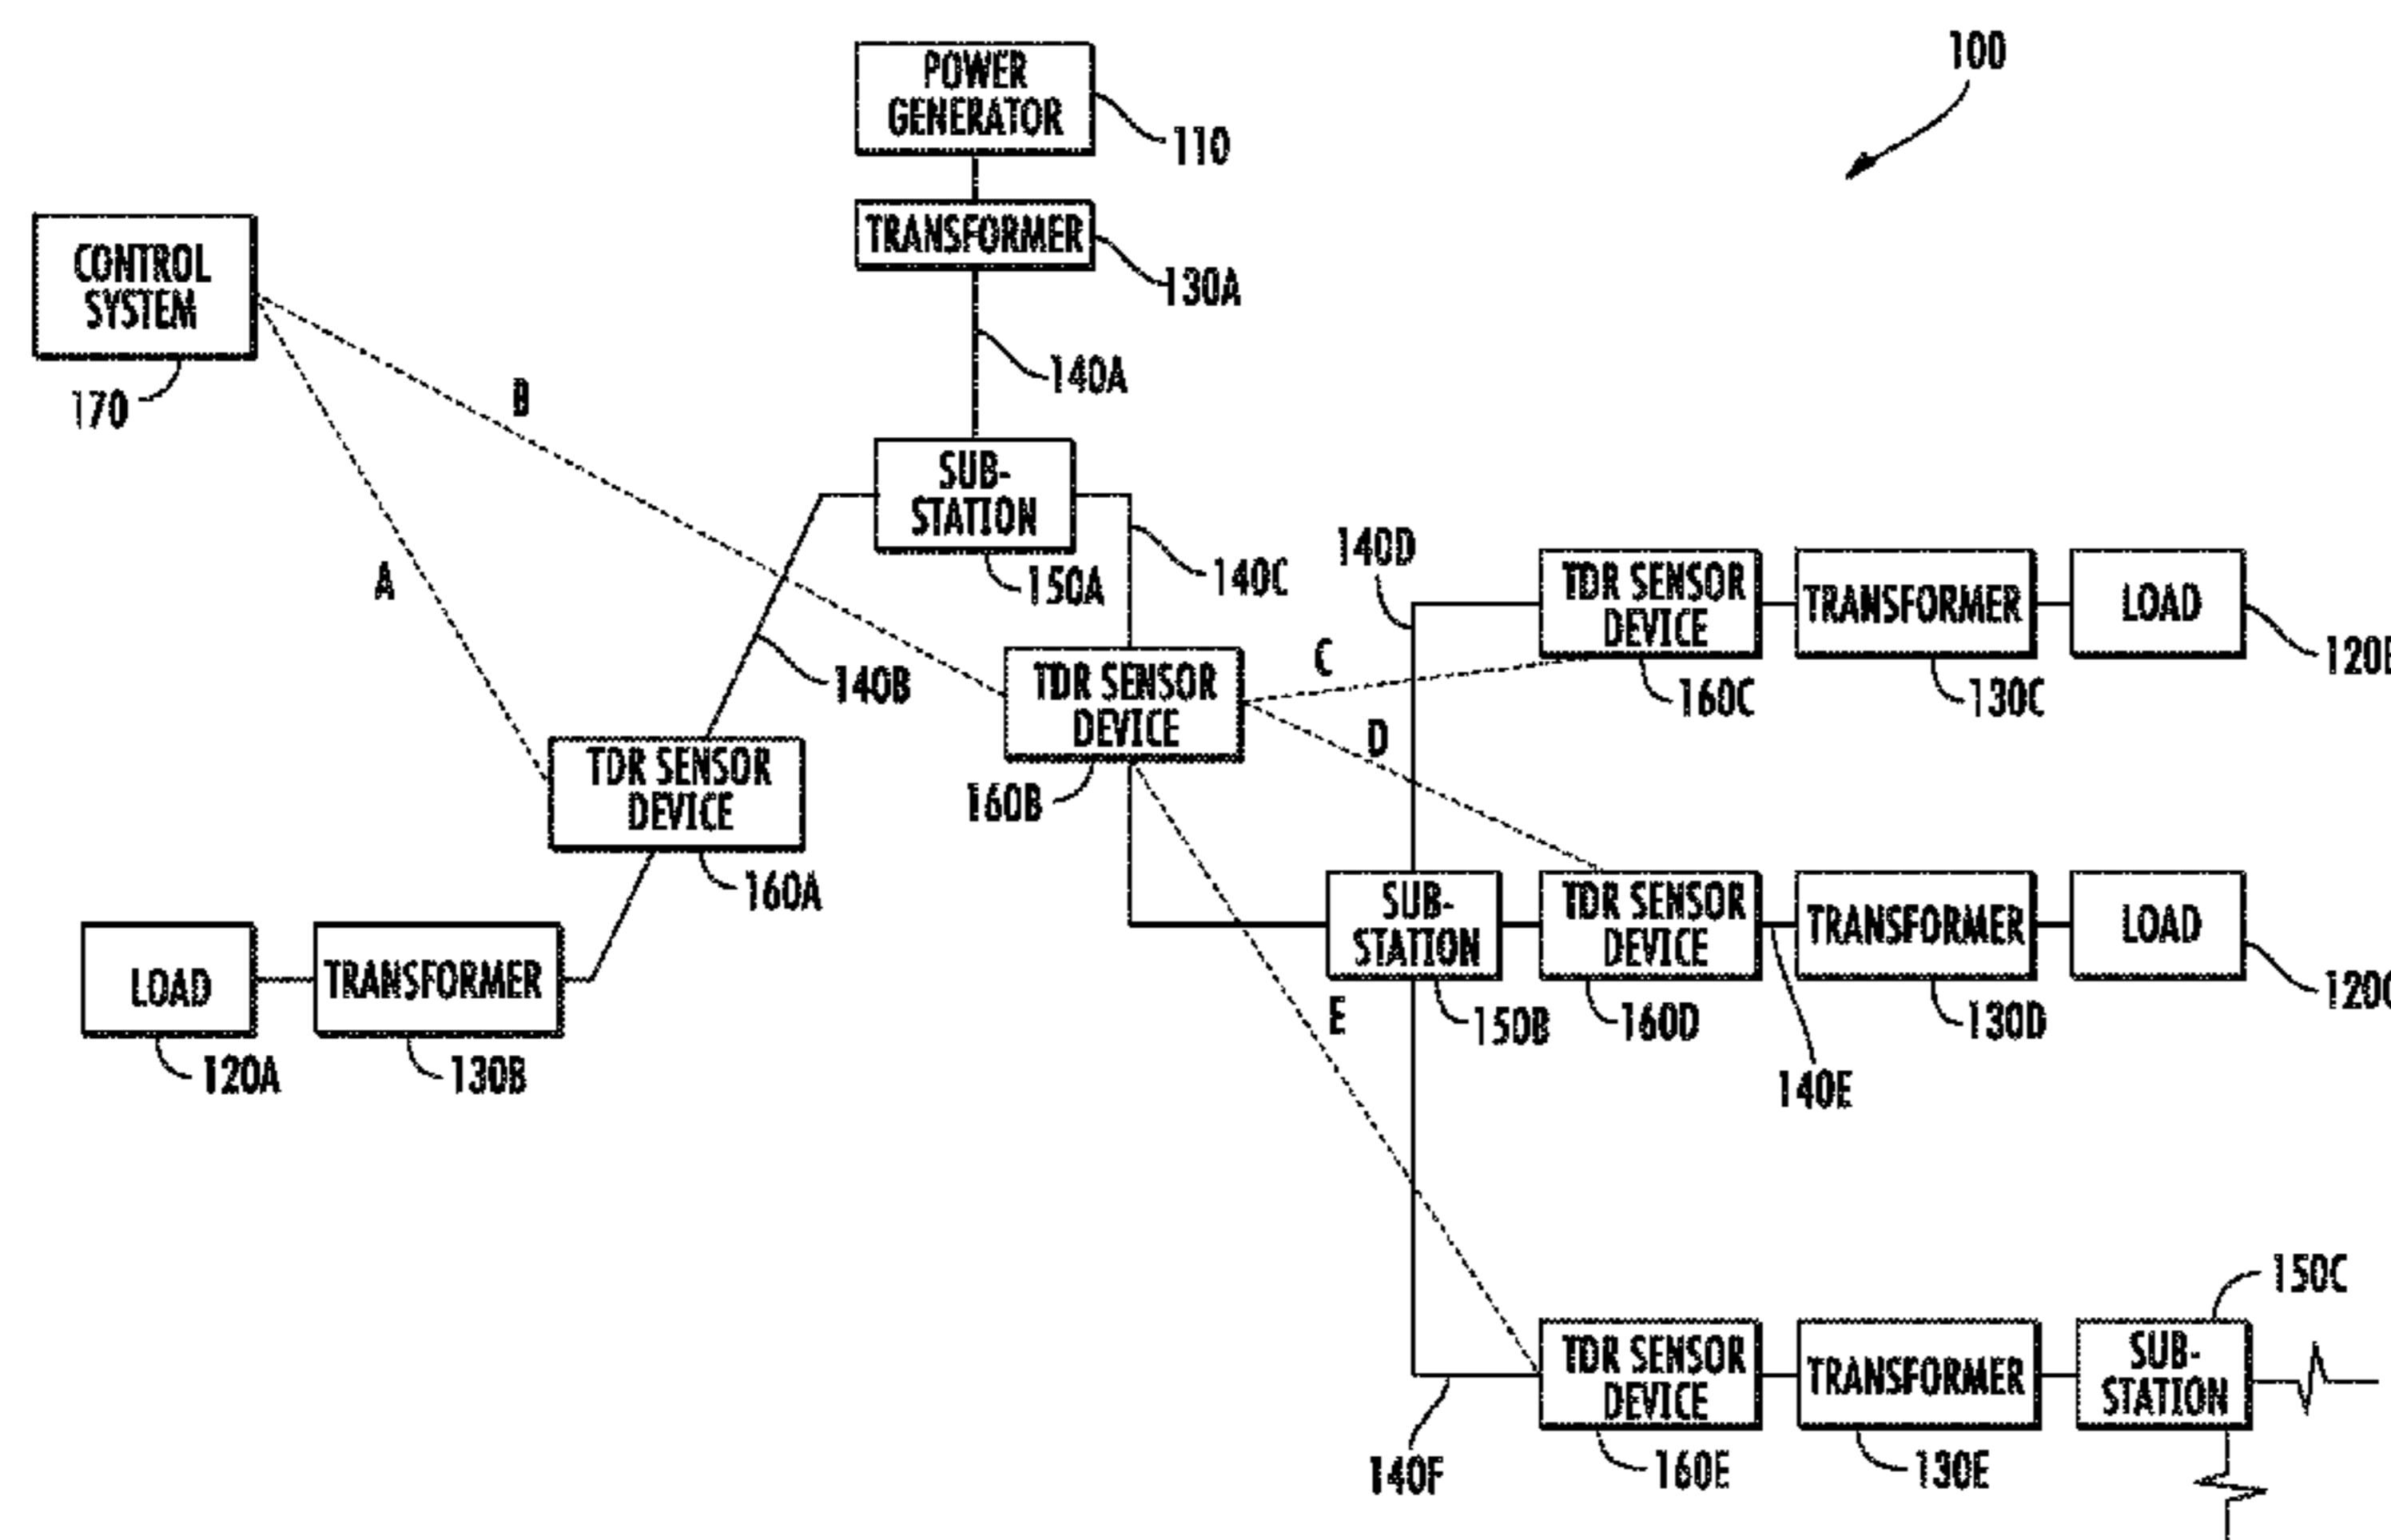 POWER
GENERATOR
100
110
TRANSFORMER
130A
CONTROL
SYSTEM
170
140A
B
SUB-
STATION
150A
A
140C
140D
TDR SENSOR
DEVICE
TRANSFORMER
LOAD
160C
130C
140B
C
TDR SENSOR
DEVICE
160B
D
TDR SENSOR
DEVICE
160A
SUB-
STATION
150B
TDR SENSOR
DEVICE
160D
TRANSFORMER
130D
LOAD
140E
LOAD
120A
TRANSFORMER
130B
E
150C
TDR SENSOR
DEVICE
160E
TRANSFORMER
130E
SUB-
STATION
140F